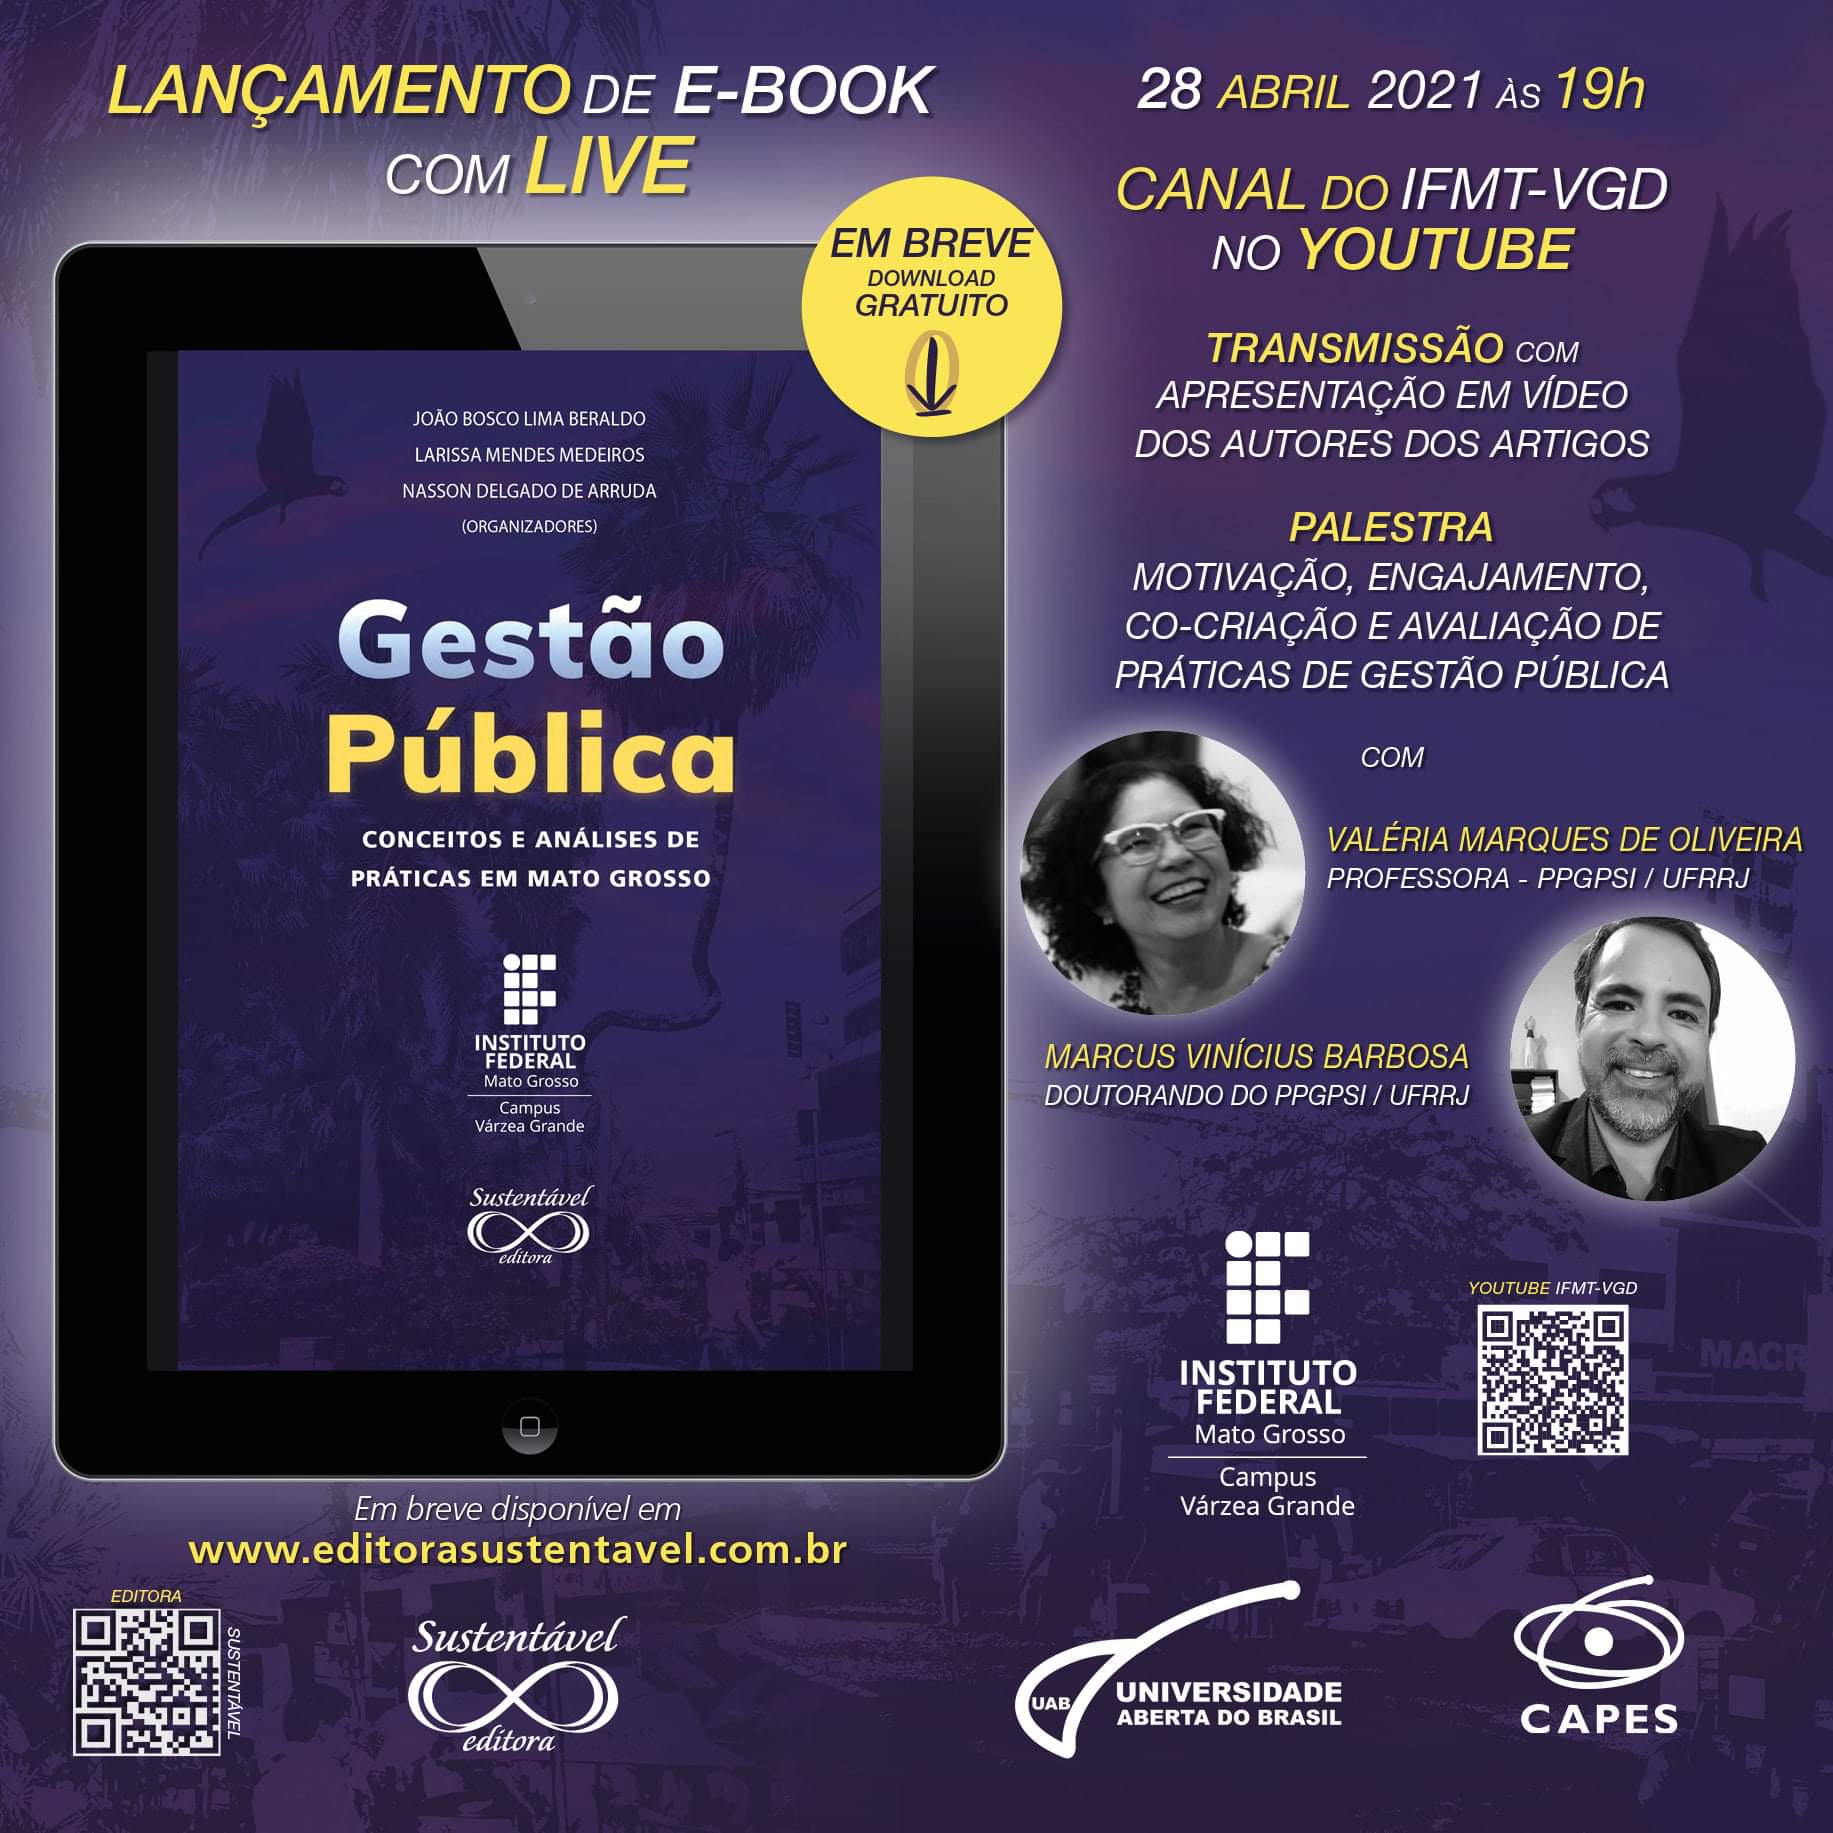 LANÇAMENTO DE E-BOOK
COM LIVE
EM BREVE
DOWNLOAD
GRATUITO
JOÃO BOSCO LIMA BERALDO
LARISSA MENDES MEDEIROS
NASSON DELGADO DE ARRUDA
(ORGANIZADORES)
Gestão
Pública
CONCEITOS E ANÁLISES DE
PRÁTICAS EM MATO GROSSO
INSTITUTO
FEDERAL
Mato Grosso
Campus
Várzea Grande
Sustentável
editora
Em breve disponível em
www.editorasustentavel.com.br
EDITORA
SUSTENTÁVEL
Sustentável
editora
28 ABRIL 2021 ÀS 19h
CANAL DO IFMT-VGD
NO YOUTUBE
TRANSMISSÃO COM
APRESENTAÇÃO EM VÍDEO
DOS AUTORES DOS ARTIGOS
PALESTRA
MOTIVAÇÃO, ENGAJAMENTO,
CO-CRIAÇÃO E AVALIAÇÃO DE
PRÁTICAS DE GESTÃO PÚBLICA
COM
VALÉRIA MARQUES DE OLIVEIRA
PROFESSORA - PPGPSI / UFRRJ
MARCUS VINÍCIUS BARBOSA
DOUTORANDO DO PPGPSI / UFRRJ
INSTITUTO
FEDERAL
Mato Grosso
Campus
Várzea Grande
YOUTUBE IFMT-VGD
MACR
UAB
UNIVERSIDADE
ABERTA DO BRASIL
CAPES